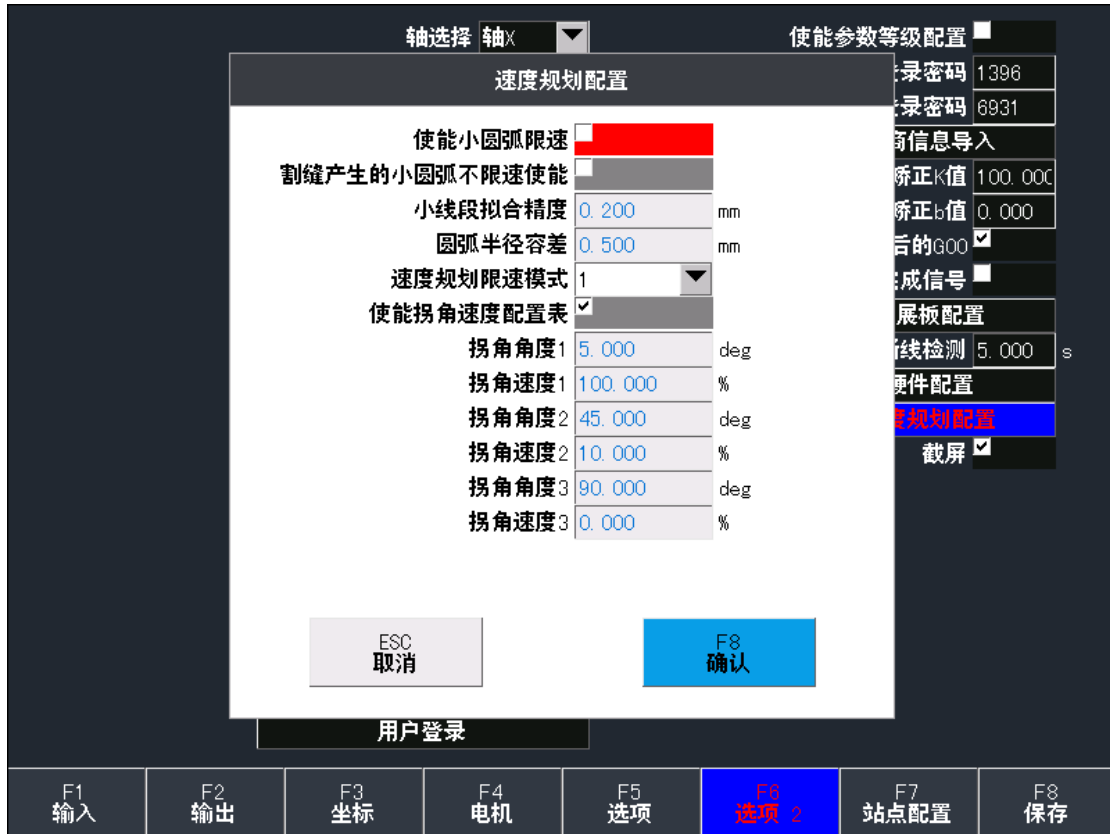 轴选择 轴X 使能参数等级配置
速度规划配置
录密码 1396
录密码 6931
商信息导入
矫正K值 100.000
矫正b值 0.000
后的G00
成信号
展板配置
线检测 5.000 s
硬件配置
度规划配置
截屏
使能小圆弧限速
割缝产生的小圆弧不限速使能
小线段拟合精度 0.200 mm
圆弧半径容差 0.500 mm
速度规划限速模式 1
使能拐角速度配置表
拐角角度1 5.000 deg
拐角速度1 100.000 %
拐角角度2 45.000 deg
拐角速度2 10.000 %
拐角角度3 90.000 deg
拐角速度3 0.000 %
ESC
取消
F8
确认
用户登录
F1 F2 F3 F4 F5 F6 F7 F8
输入 输出 坐标 电机 选项 选项 2 站点配置 保存